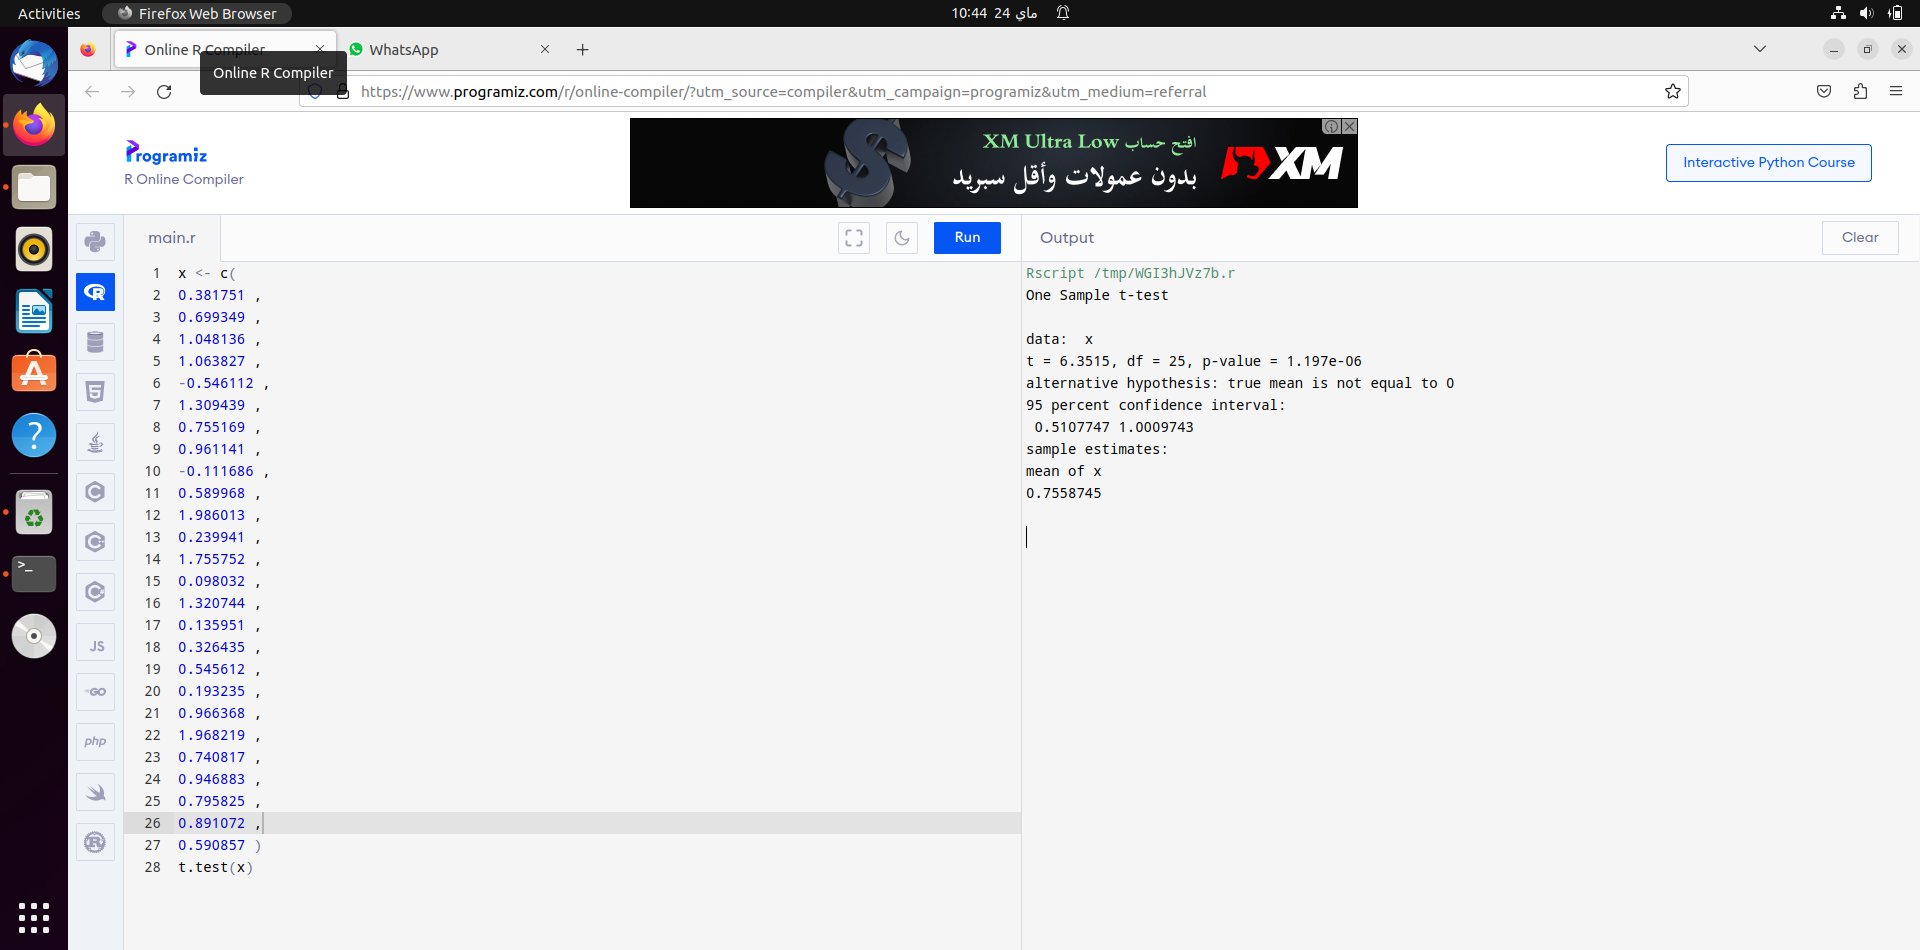 Activities
Firefox Web Browser
10:44 24 ماي
Online R Compiler
WhatsApp
Online R Compiler
https://www.programiz.com/r/online-compiler/?utm_source=compiler&utm_campaign=programiz&utm_medium=referral
Programiz
R Online Compiler
افتح حساب XM Ultra Low
بدون عمولات وأقل سبريد
XM
Interactive Python Course
main.r
Run
Output
Clear
1 x <- c(
2 0.381751 ,
3 0.699349 ,
4 1.048136 ,
5 1.063827 ,
6 -0.546112 ,
7 1.309439 ,
8 0.755169 ,
9 0.961141 ,
10 -0.111686 ,
11 0.589968 ,
12 1.986013 ,
13 0.239941 ,
14 1.755752 ,
15 0.098032 ,
16 1.320744 ,
17 0.135951 ,
18 0.326435 ,
19 0.545612 ,
20 0.193235 ,
21 0.966368 ,
22 1.968219 ,
23 0.740817 ,
24 0.946883 ,
25 0.795825 ,
26 0.891072 ,
27 0.590857 )
28 t.test(x)
Rscript /tmp/WGI3hJVz7b.r
One Sample t-test
data:  x
t = 6.3515, df = 25, p-value = 1.197e-06
alternative hypothesis: true mean is not equal to 0
95 percent confidence interval:
0.5107747 1.0009743
sample estimates:
mean of x
0.7558745
JS
GO
php